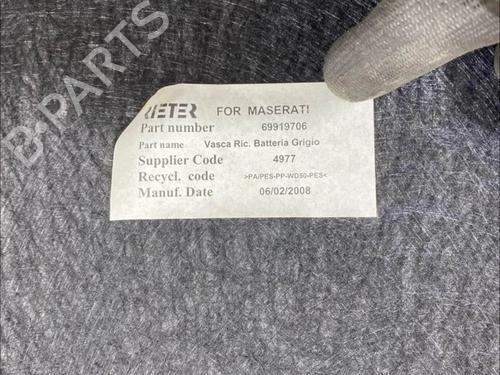 RIETER FOR MASERATI
Part number 69919706
Part name Vasca Ric. Batteria Grigio
Supplier Code 4977
Recycl. code >PA/PES-PP-WD50-PES<
Manuf. Date 06/02/2008
B-PARTS